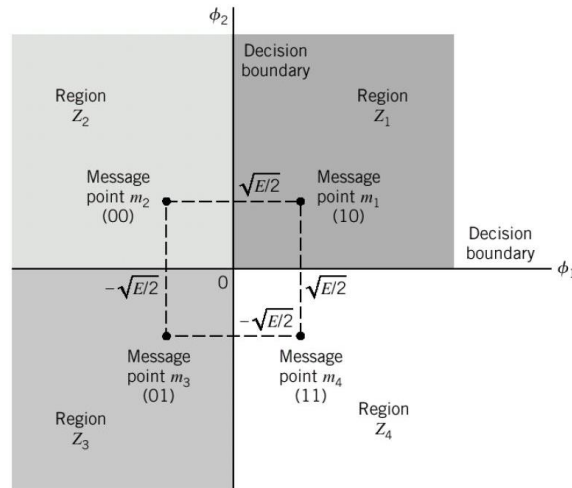 ϕ₂
Decision
boundary
Region
Z₂
Region
Z₁
Message
point m₂
(00)
√E/2
Message
point m₁
(10)
Decision
boundary
−√E/2
0
√E/2
ϕ₁
−√E/2
Message
point m₃
(01)
Message
point m₄
(11)
Region
Z₃
Region
Z₄